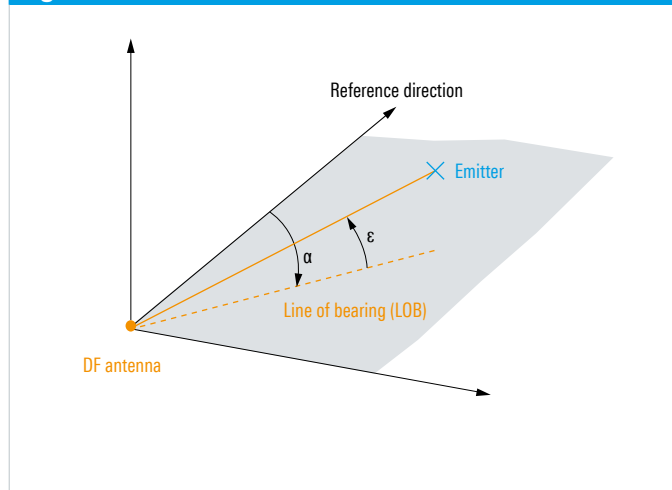 Reference direction
Emitter
ε
α
Line of bearing (LOB)
DF antenna